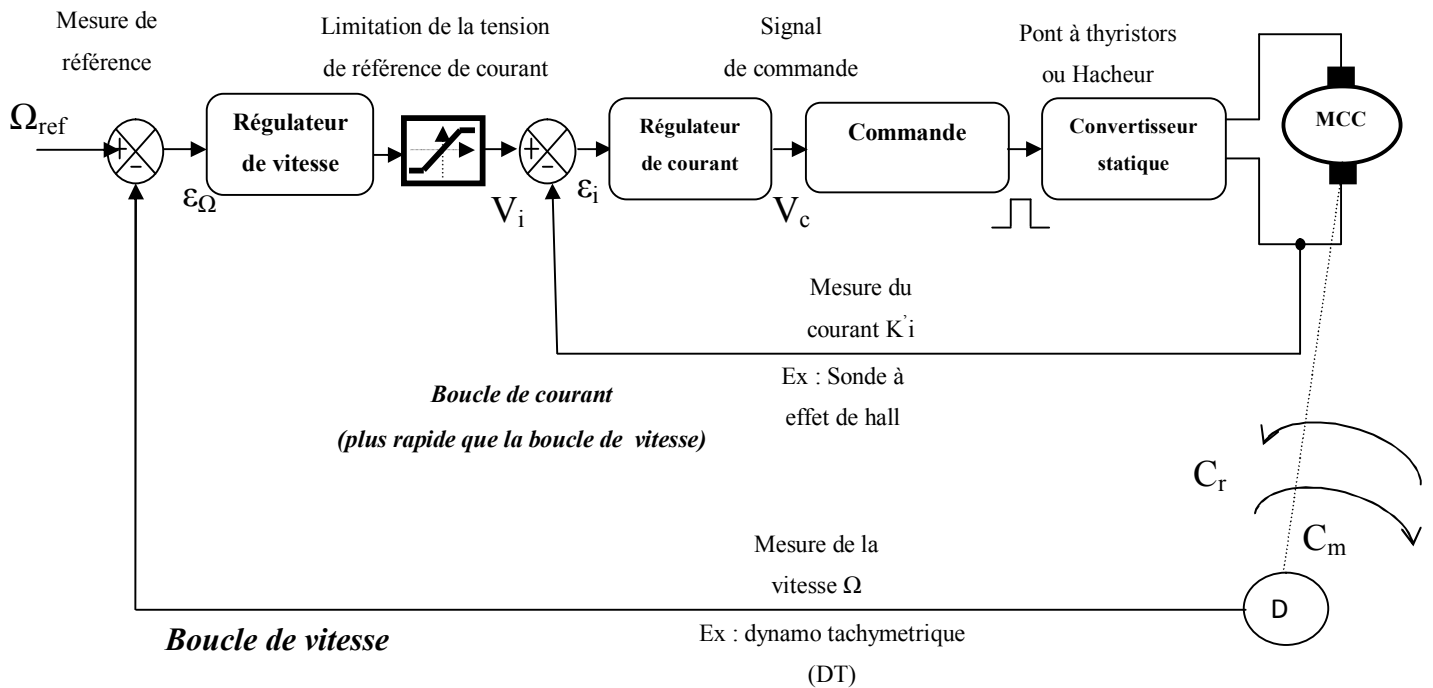 Mesure de
référence
Limitation de la tension
de référence de courant
Signal
de commande
Pont à thyristors
ou Hacheur
Ωref
+
-
Régulateur
de vitesse
+
-
Régulateur
de courant
Commande
Convertisseur
statique
MCC
εΩ
Vi
εi
Vc
Mesure du
courant K'i
Ex : Sonde à
effet de hall
Boucle de courant
(plus rapide que la boucle de vitesse)
Cr
Cm
Mesure de la
vitesse Ω
D
Boucle de vitesse
Ex : dynamo tachymetrique
(DT)